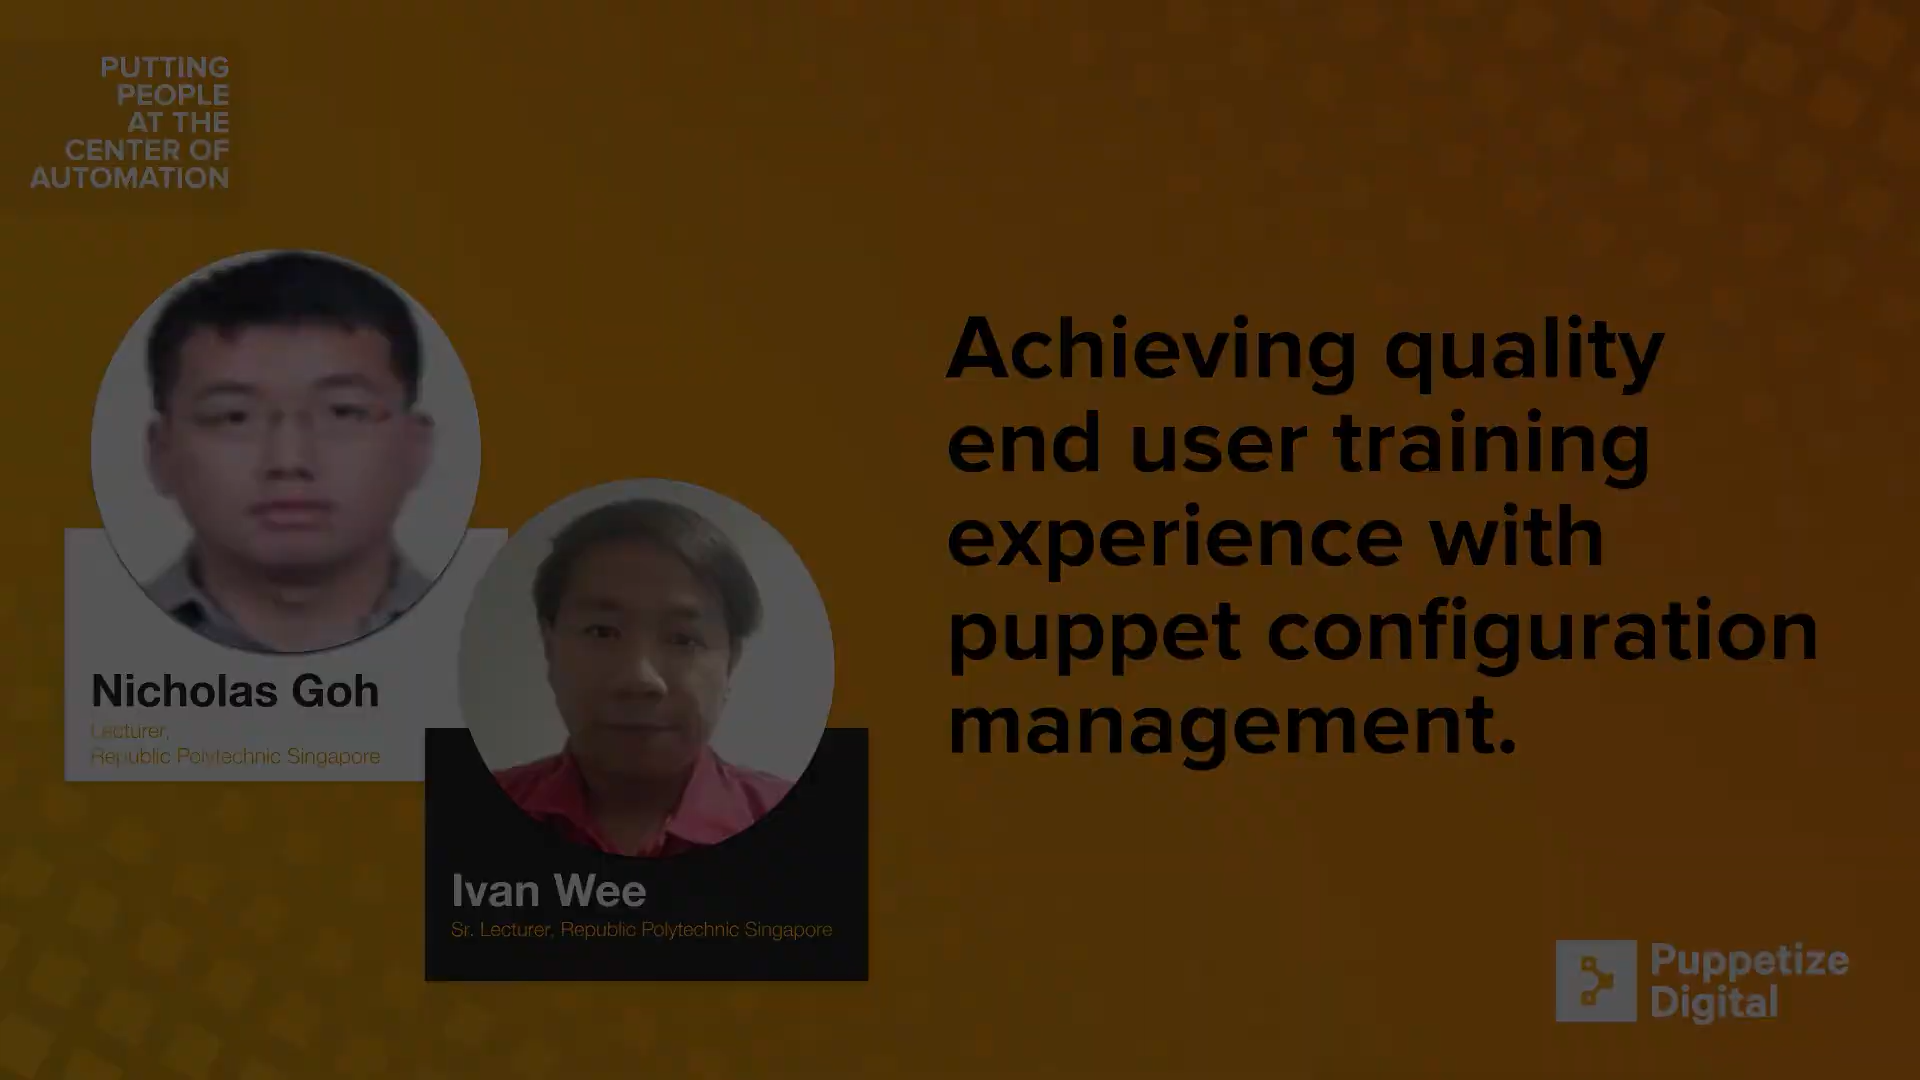 PUTTING
PEOPLE
AT THE
CENTER OF
AUTOMATION
Nicholas Goh
Lecturer,
Republic Polytechnic Singapore
Ivan Wee
Sr. Lecturer, Republic Polytechnic Singapore
Achieving quality
end user training
experience with
puppet configuration
management.
Puppetize
Digital